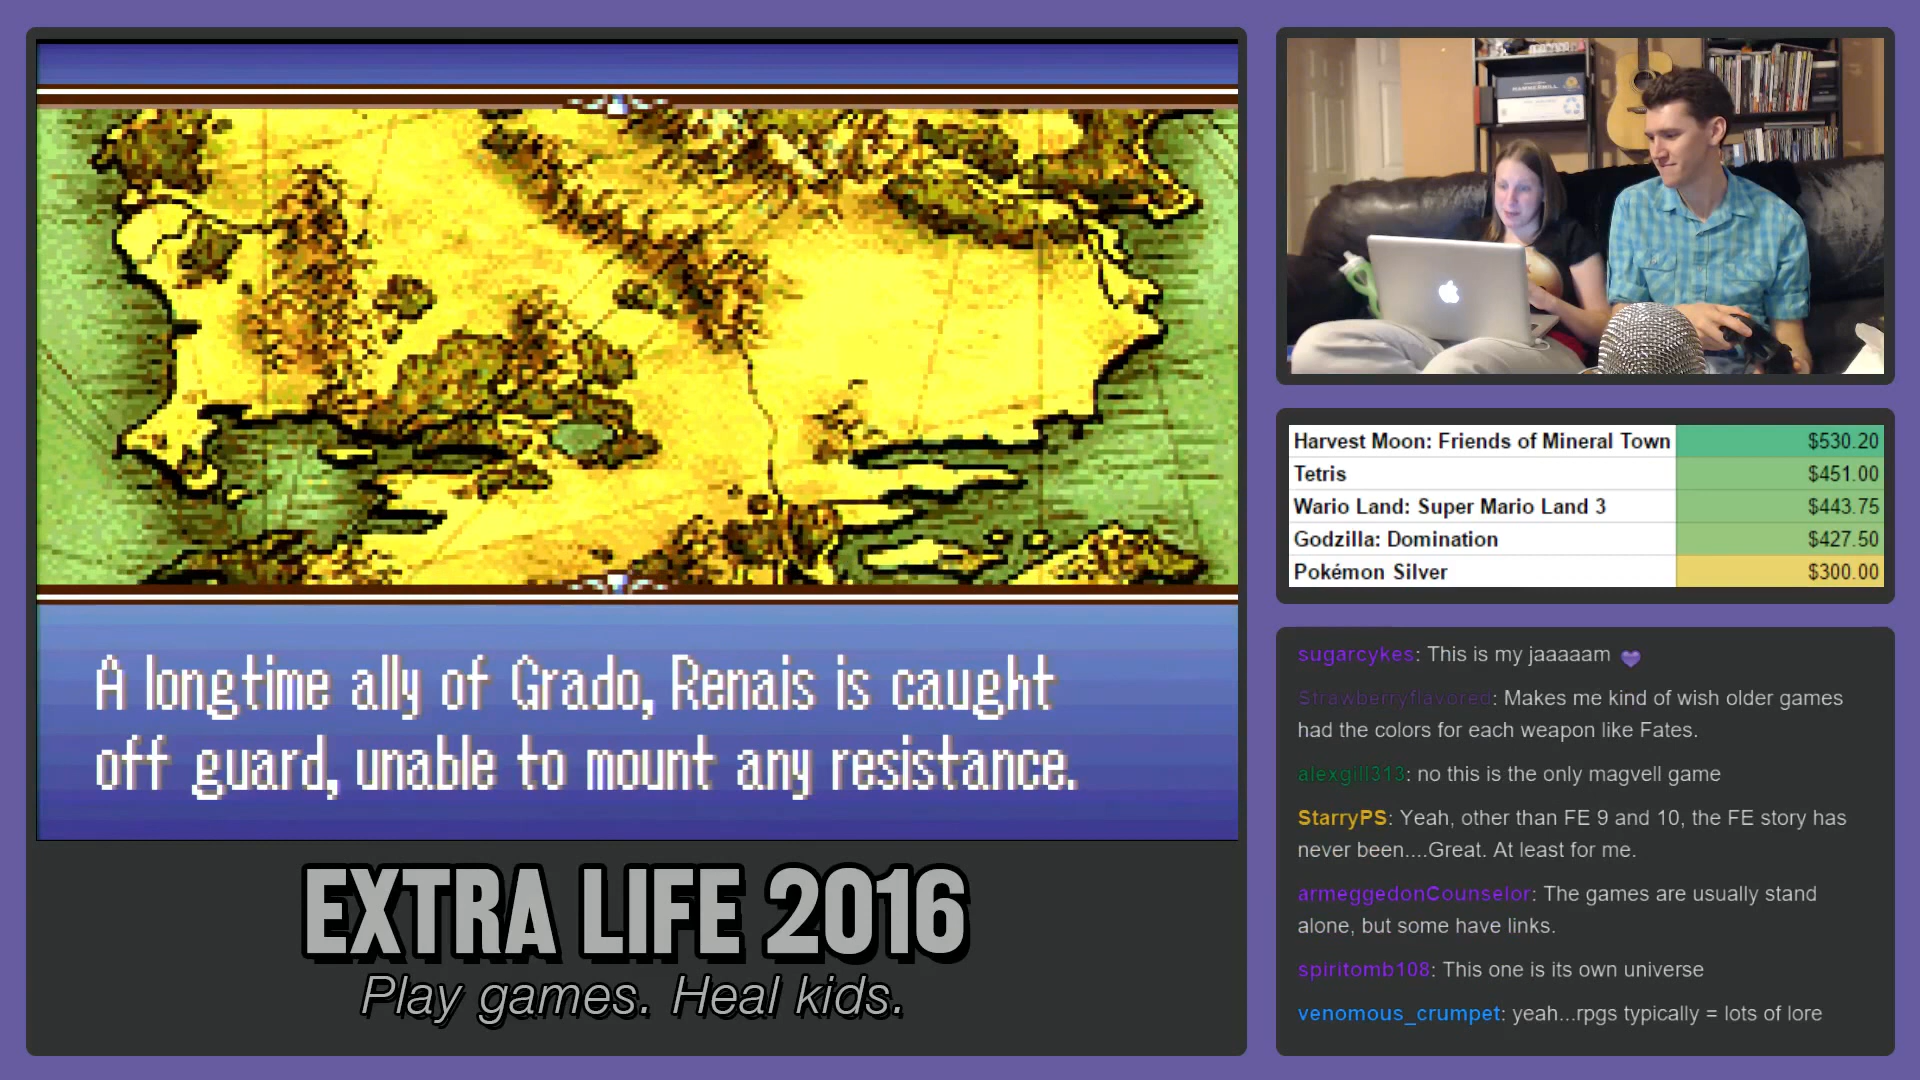 A longtime ally of Grado, Renais is caught
off guard, unable to mount any resistance.
EXTRA LIFE 2016
Play games. Heal kids.
HAMMERMILL
Harvest Moon: Friends of Mineral Town $530.20
Tetris $451.00
Wario Land: Super Mario Land 3 $443.75
Godzilla: Domination $427.50
Pokémon Silver $300.00
sugarcykes: This is my jaaaaam
Strawberryflavored: Makes me kind of wish older games
had the colors for each weapon like Fates.
alexgill313: no this is the only magvell game
StarryPS: Yeah, other than FE 9 and 10, the FE story has
never been....Great. At least for me.
armeggedonCounselor: The games are usually stand
alone, but some have links.
spiritomb108: This one is its own universe
venomous_crumpet: yeah...rpgs typically = lots of lore